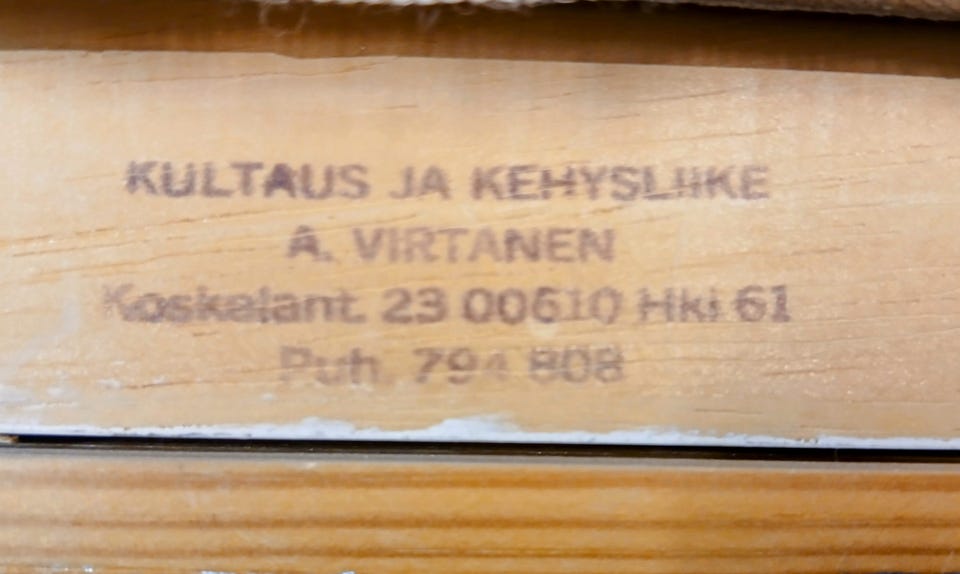 KULTAUS JA KEHYSLIIKE
A. VIRTANEN
Koskelant. 23 00610 Hki 61
Puh. 794 808